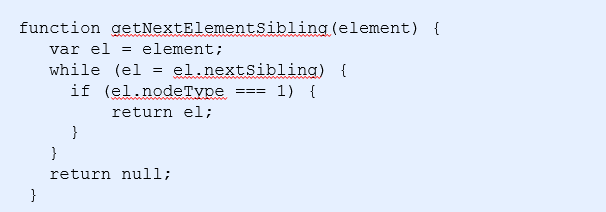 function getNextElementSibling(element) {
var el = element;
while (el = el.nextSibling) {
if (el.nodeType === 1) {
return el;
}
}
return null;
}